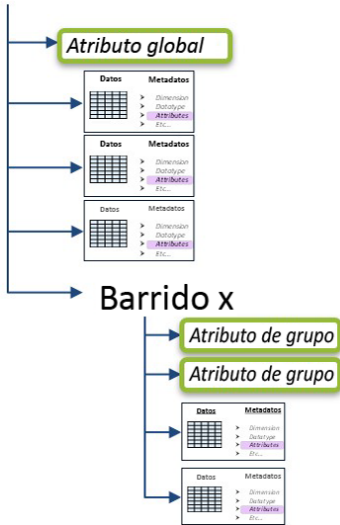 Atributo global
Datos Metadatos
Dimension
Datatype
Attributes
Etc...
Datos Metadatos
Dimension
Datatype
Attributes
Etc...
Datos Metadatos
Dimension
Datatype
Attributes
Etc...
Barrido x
Atributo de grupo
Atributo de grupo
Datos Metadatos
Dimension
Datatype
Attributes
Etc...
Datos Metadatos
Dimension
Datatype
Attributes
Etc...